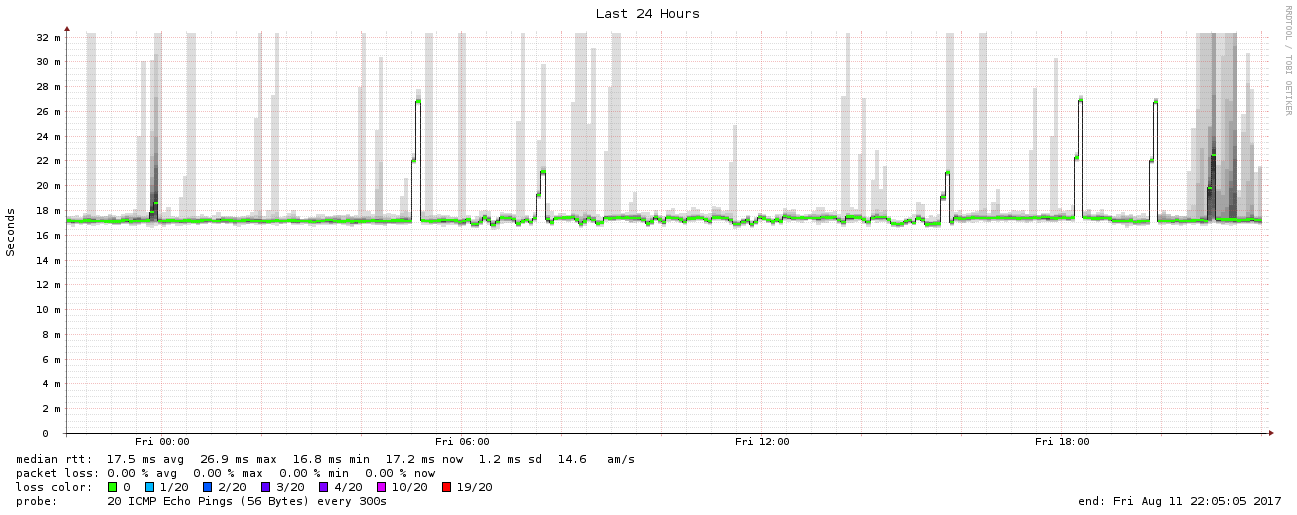 Last 24 Hours
RRDTOOL / TOBI OETIKER
Seconds
32 m
30 m
28 m
26 m
24 m
22 m
20 m
18 m
16 m
14 m
12 m
10 m
8 m
6 m
4 m
2 m
0
Fri 00:00 Fri 06:00 Fri 12:00 Fri 18:00
median rtt: 17.5 ms avg 26.9 ms max 16.8 ms min 17.2 ms now 1.2 ms sd 14.6 am/s
packet loss: 0.00 % avg 0.00 % max 0.00 % min 0.00 % now
loss color: 0 1/20 2/20 3/20 4/20 10/20 19/20
probe: 20 ICMP Echo Pings (56 Bytes) every 300s
end: Fri Aug 11 22:05:05 2017